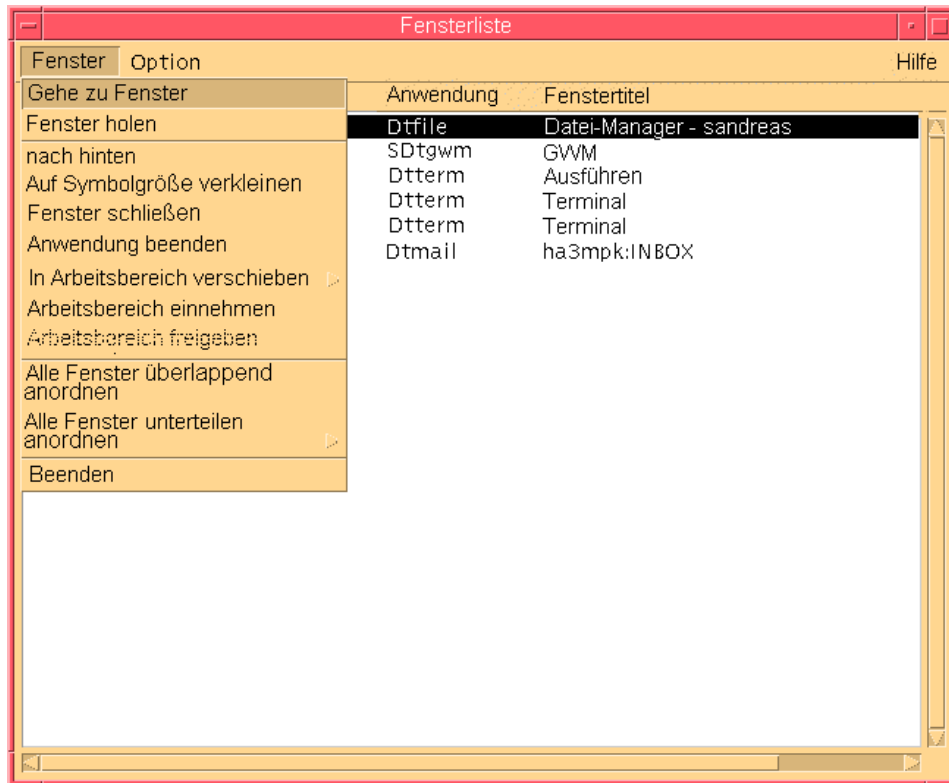 Fensterliste
Fenster Option Hilfe
Gehe zu Fenster
Fenster holen
nach hinten
Auf Symbolgröße verkleinen
Fenster schließen
Anwendung beenden
In Arbeitsbereich verschieben
Arbeitsbereich einnehmen
Arbeitsbereich freigeben
Alle Fenster überlappend
anordnen
Alle Fenster unterteilen
anordnen
Beenden
Anwendung Fenstertitel
Dtfile Datei-Manager - sandreas
SDtgwm GWM
Dtterm Ausführen
Dtterm Terminal
Dtterm Terminal
Dtmail ha3mpk:INBOX